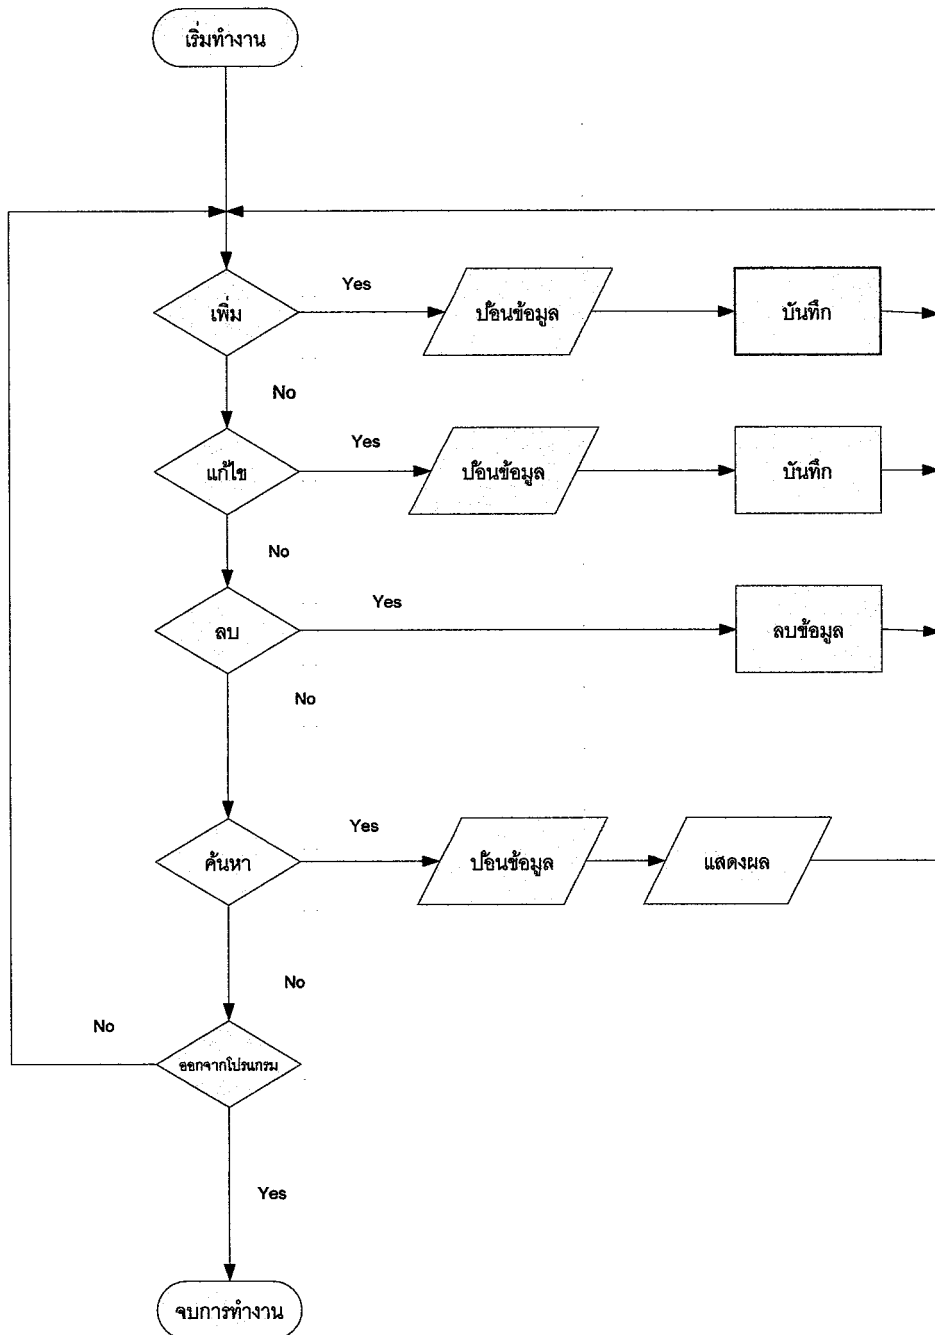 เริ่มทำงาน
เพิ่ม
Yes
ป้อนข้อมูล
บันทึก
No
แก้ไข
Yes
ป้อนข้อมูล
บันทึก
No
ลบ
Yes
ลบข้อมูล
No
ค้นหา
Yes
ป้อนข้อมูล
แสดงผล
No
No
ออกจากโปรแกรม
Yes
จบการทำงาน